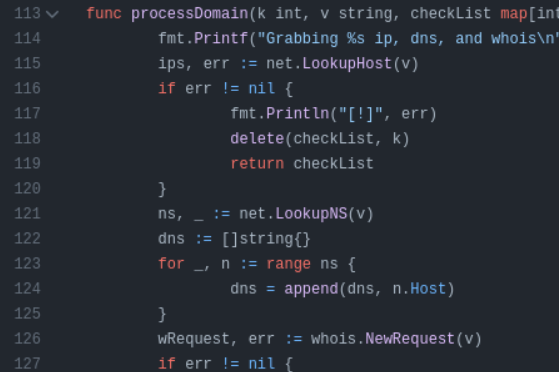 113 func processDomain(k int, v string, checkList map[int
114 fmt.Printf("Grabbing %s ip, dns, and whois\n"
115 ips, err := net.LookupHost(v)
116 if err != nil {
117 fmt.Println("[!]", err)
118 delete(checkList, k)
119 return checkList
120 }
121 ns, _ := net.LookupNS(v)
122 dns := []string{}
123 for _, n := range ns {
124 dns = append(dns, n.Host)
125 }
126 wRequest, err := whois.NewRequest(v)
127 if err != nil {